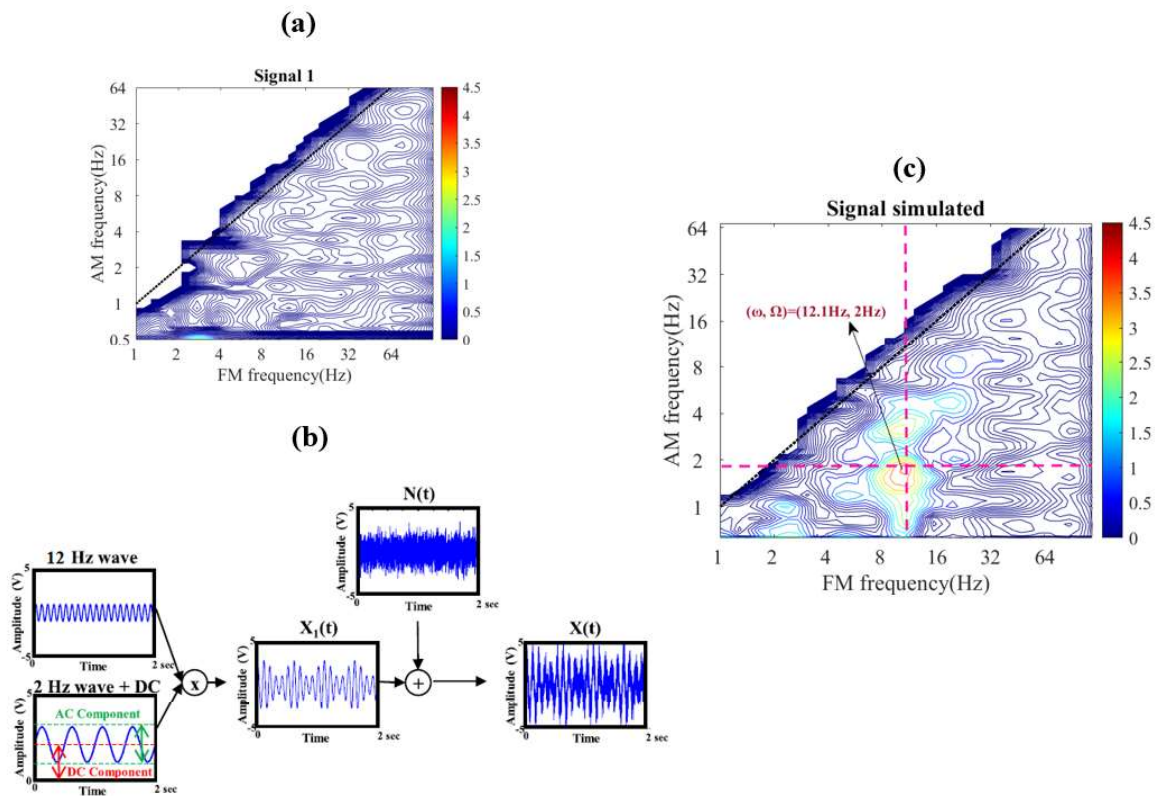 (a)
Signal 1
AM frequency(Hz)
64
32
16
8
4
2
1
0.5
1 2 4 8 16 32 64
FM frequency(Hz)
4.5
4
3.5
3
2.5
2
1.5
1
0.5
0
(b)
N(t)
Amplitude (V)
5
-5
0 Time 2 sec
12 Hz wave
Amplitude (V)
5
-5
0 Time 2 sec
2 Hz wave + DC
Amplitude (V)
5
0
AC Component
DC Component
0 Time 2 sec
x
X1(t)
Amplitude (V)
5
-5
0 Time 2 sec
+
X(t)
Amplitude (V)
5
-5
0 Time 2 sec
(c)
Signal simulated
AM frequency(Hz)
64
32
16
8
4
2
1
(ω, Ω)=(12.1Hz, 2Hz)
1 2 4 8 16 32 64
FM frequency(Hz)
4.5
4
3.5
3
2.5
2
1.5
1
0.5
0